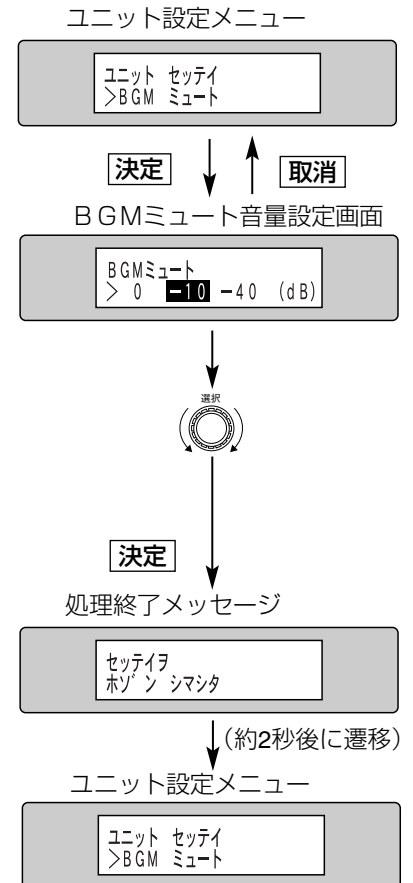 ユニット設定メニュー
ユニット セッテイ
>BGM ミュート
決定 取消
BGMミュート音量設定画面
BGMミュート
> 0 -10 -40 (dB)
選択
決定
処理終了メッセージ
セッテイヲ
ホゾン シマシタ
(約2秒後に遷移)
ユニット設定メニュー
ユニット セッテイ
>BGM ミュート